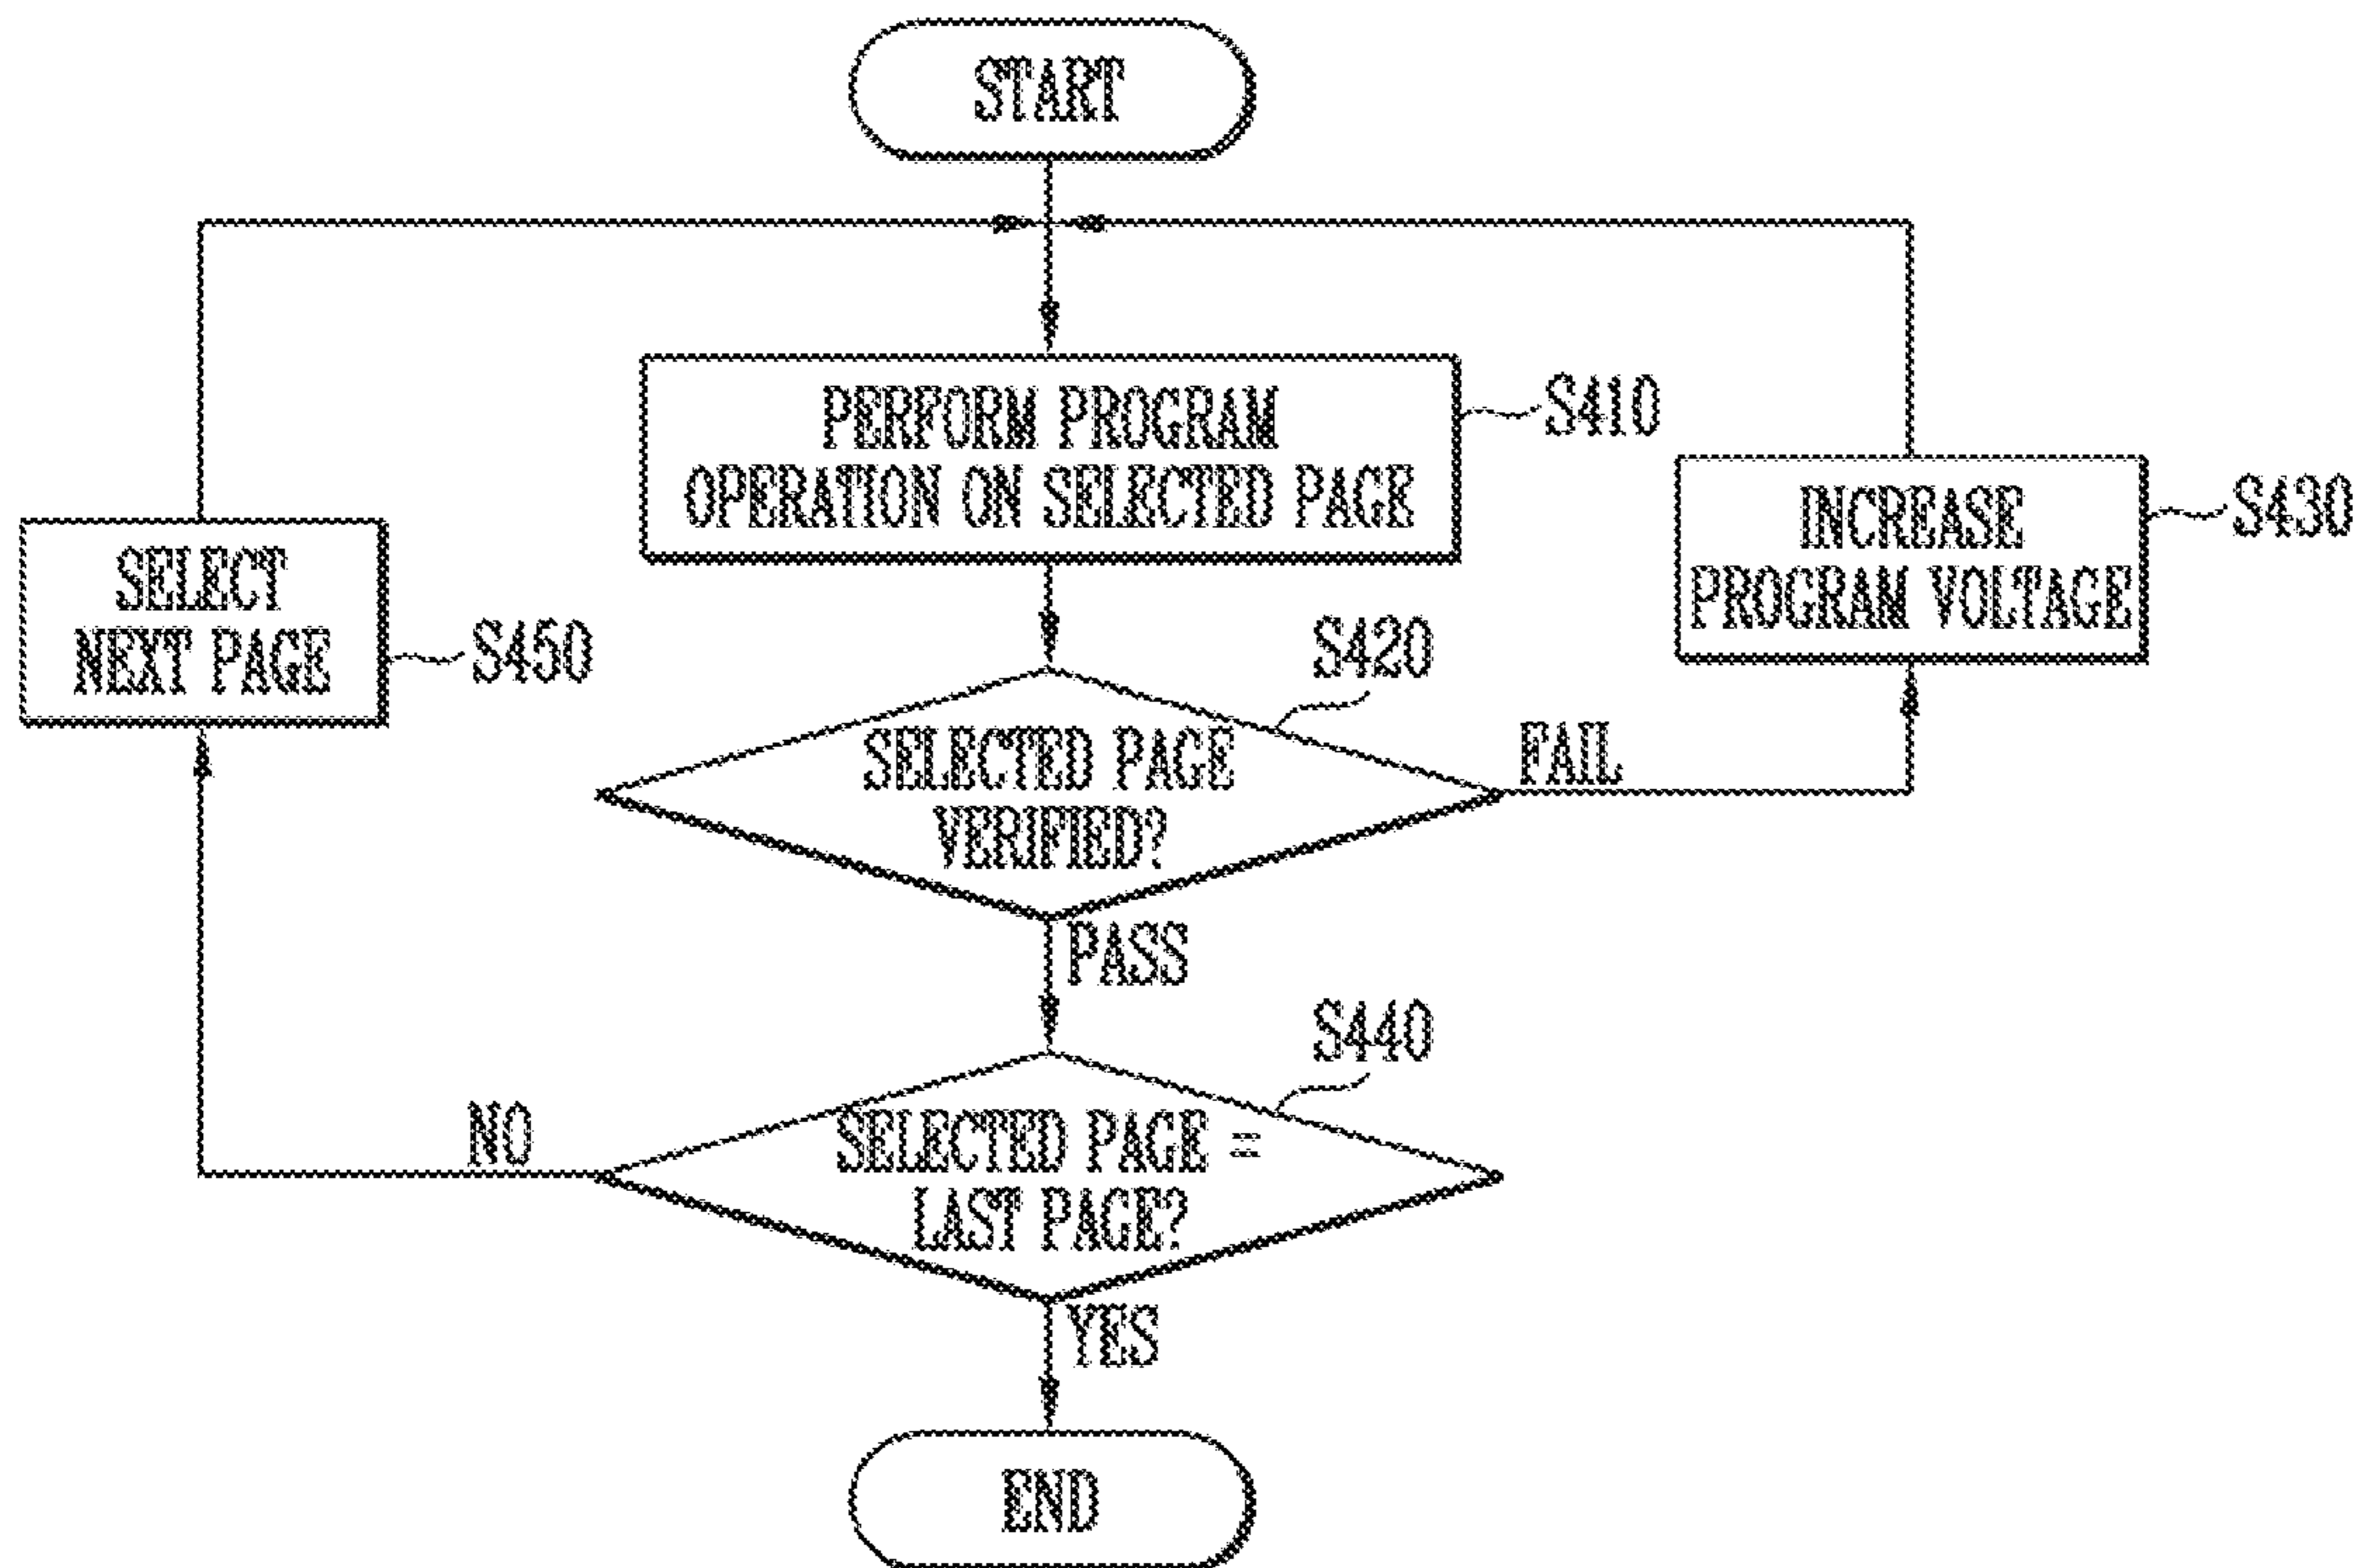 START
PERFORM PROGRAM
OPERATION ON SELECTED PAGE
S410
INCREASE
PROGRAM VOLTAGE
S430
SELECT
NEXT PAGE
S450
S420
SELECTED PAGE
VERIFIED?
FAIL
PASS
S440
SELECTED PAGE =
LAST PAGE?
NO
YES
END